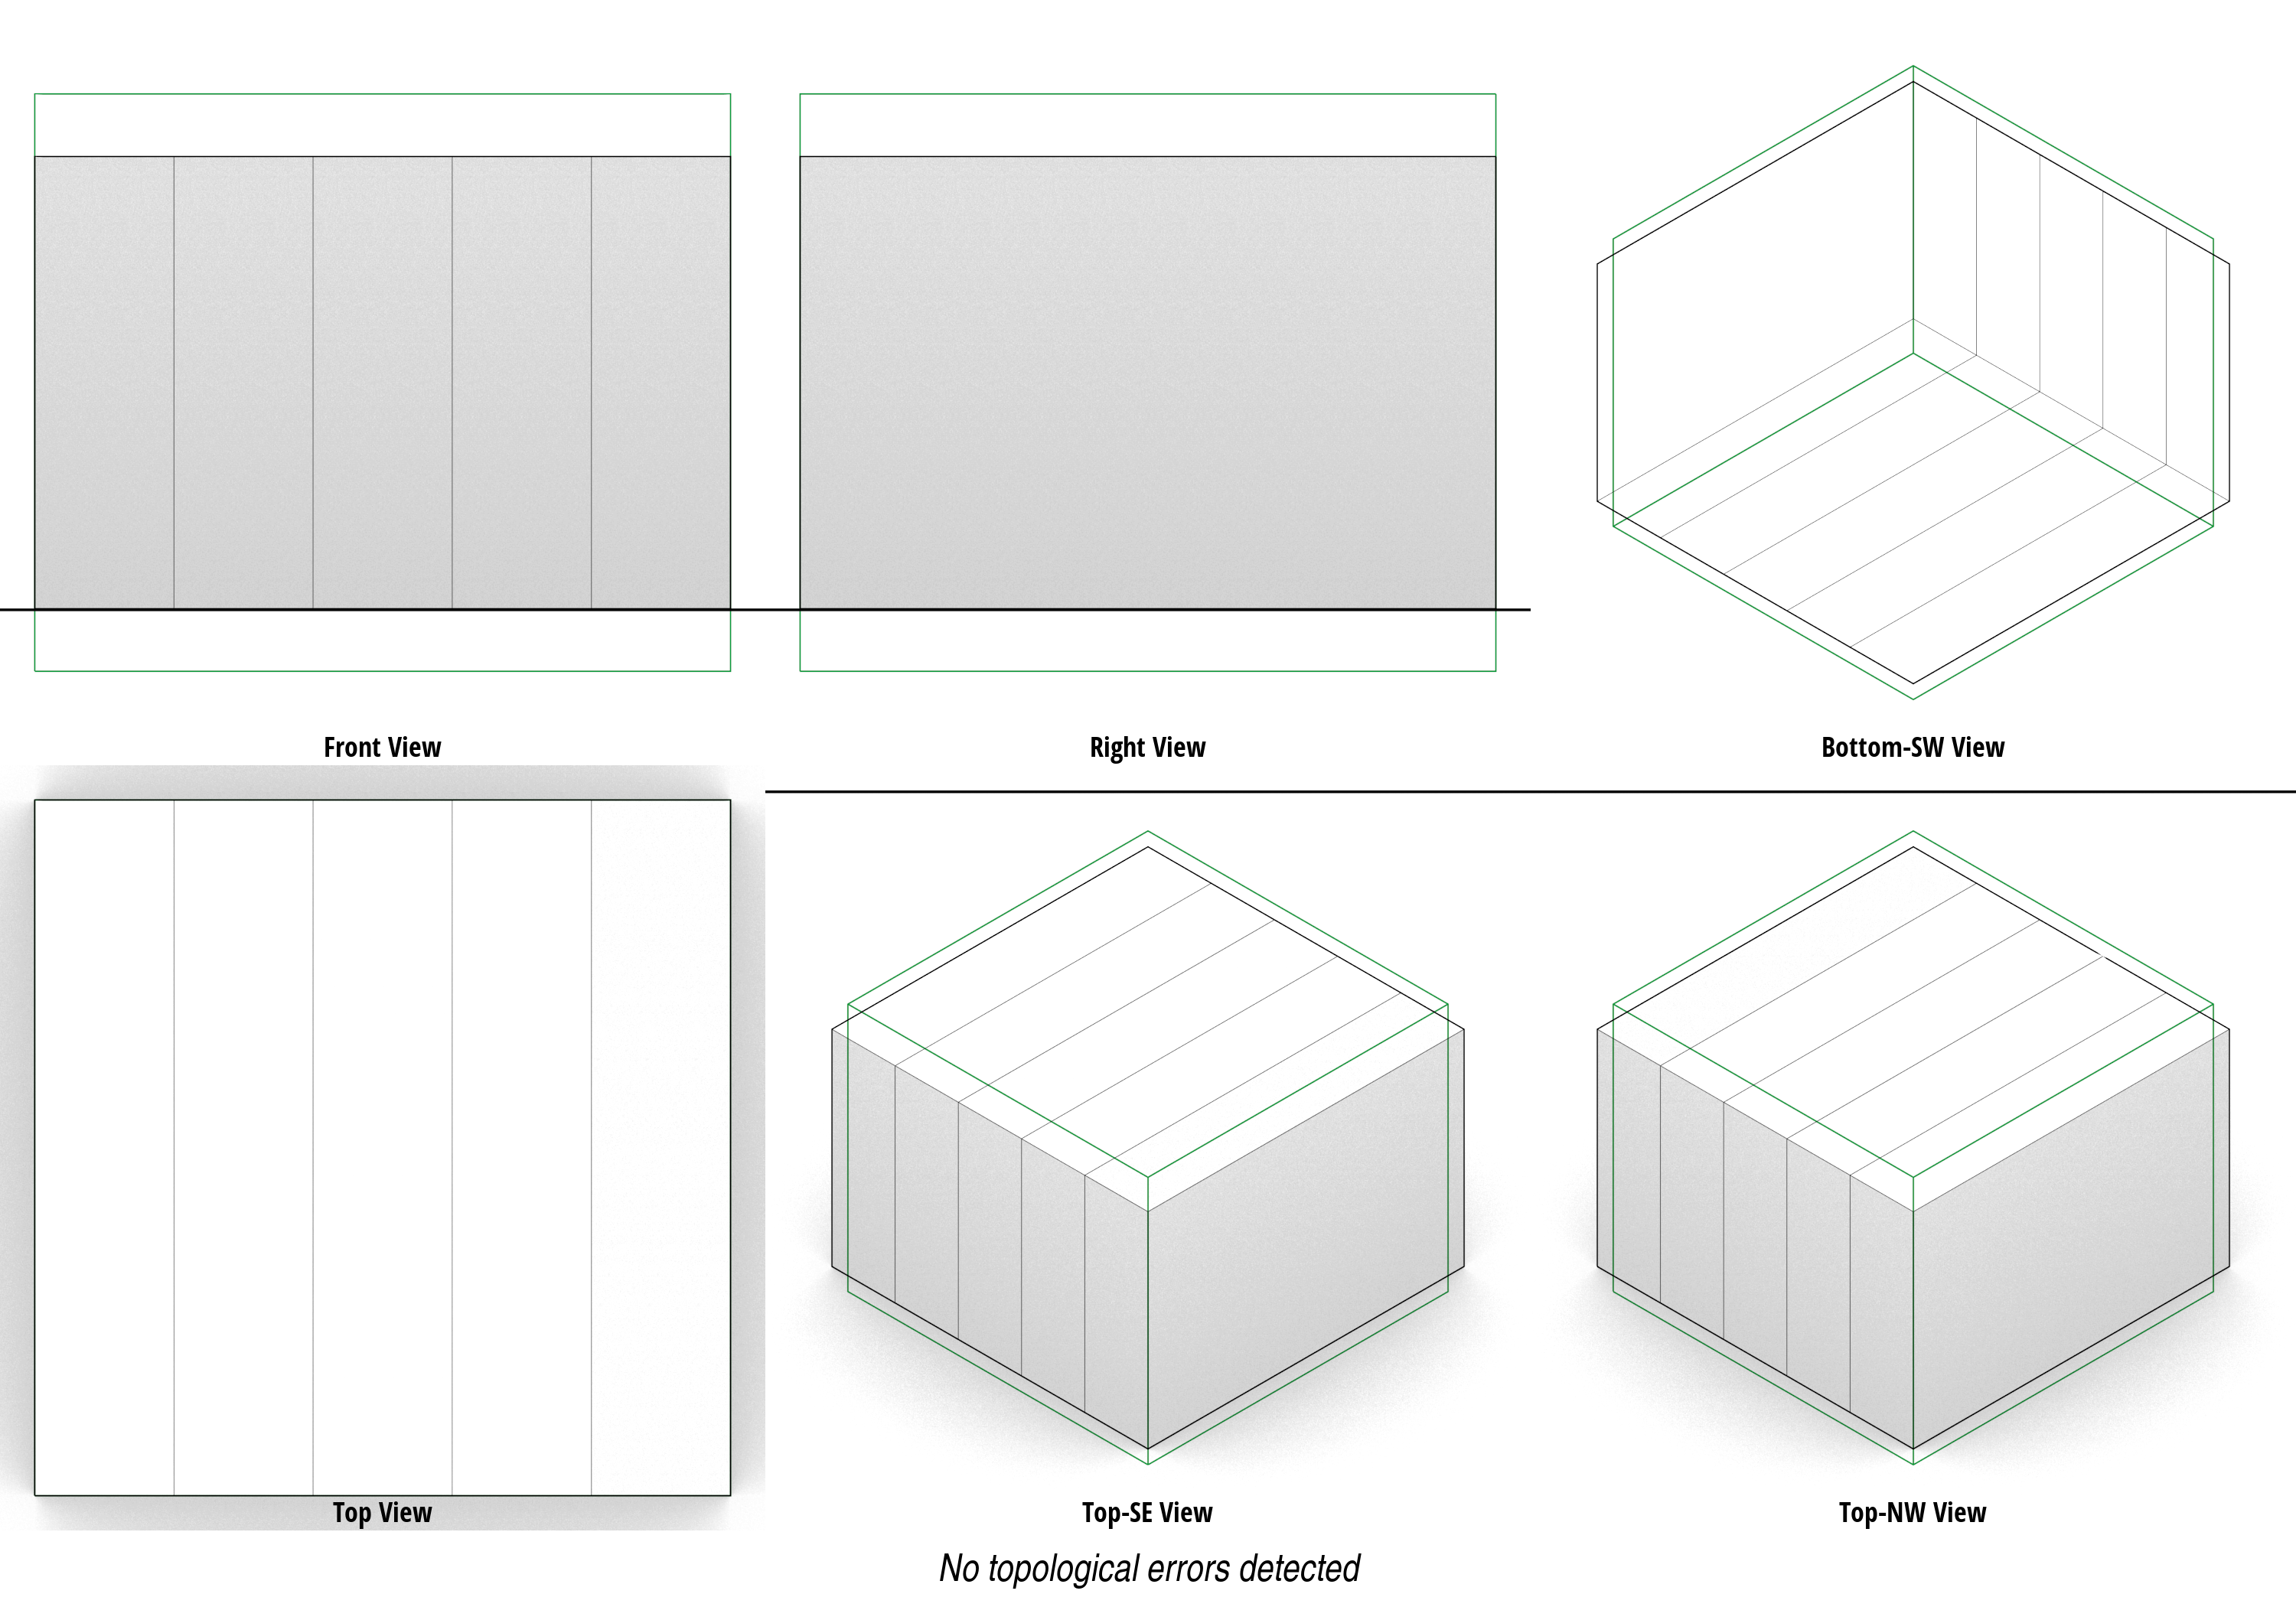 Front View
Right View
Bottom-SW View
Top View
Top-SE View
Top-NW View
No topological errors detected